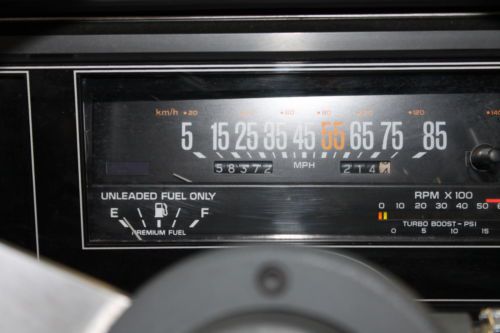 km/h 20 60 80 120 140
5 15 25 35 45 55 65 75 85
58372 MPH 214
UNLEADED FUEL ONLY
RPM X 100
E F
0 10 20 30 40 50
PREMIUM FUEL
TURBO BOOST - PSI
0 5 10 15